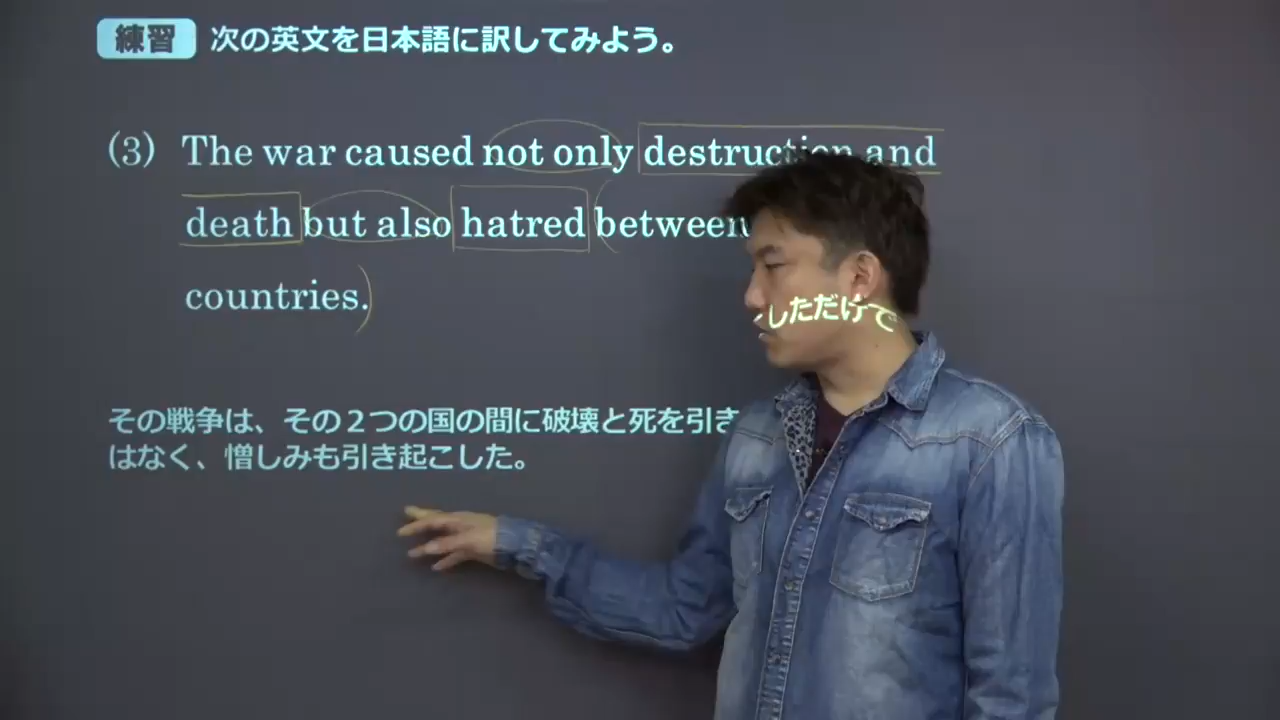 練習 次の英文を日本語に訳してみよう。
(3) The war caused not only destruction and
death but also hatred between
countries.
その戦争は、その2つの国の間に破壊と死を引き しただけで
はなく、憎しみも引き起こした。